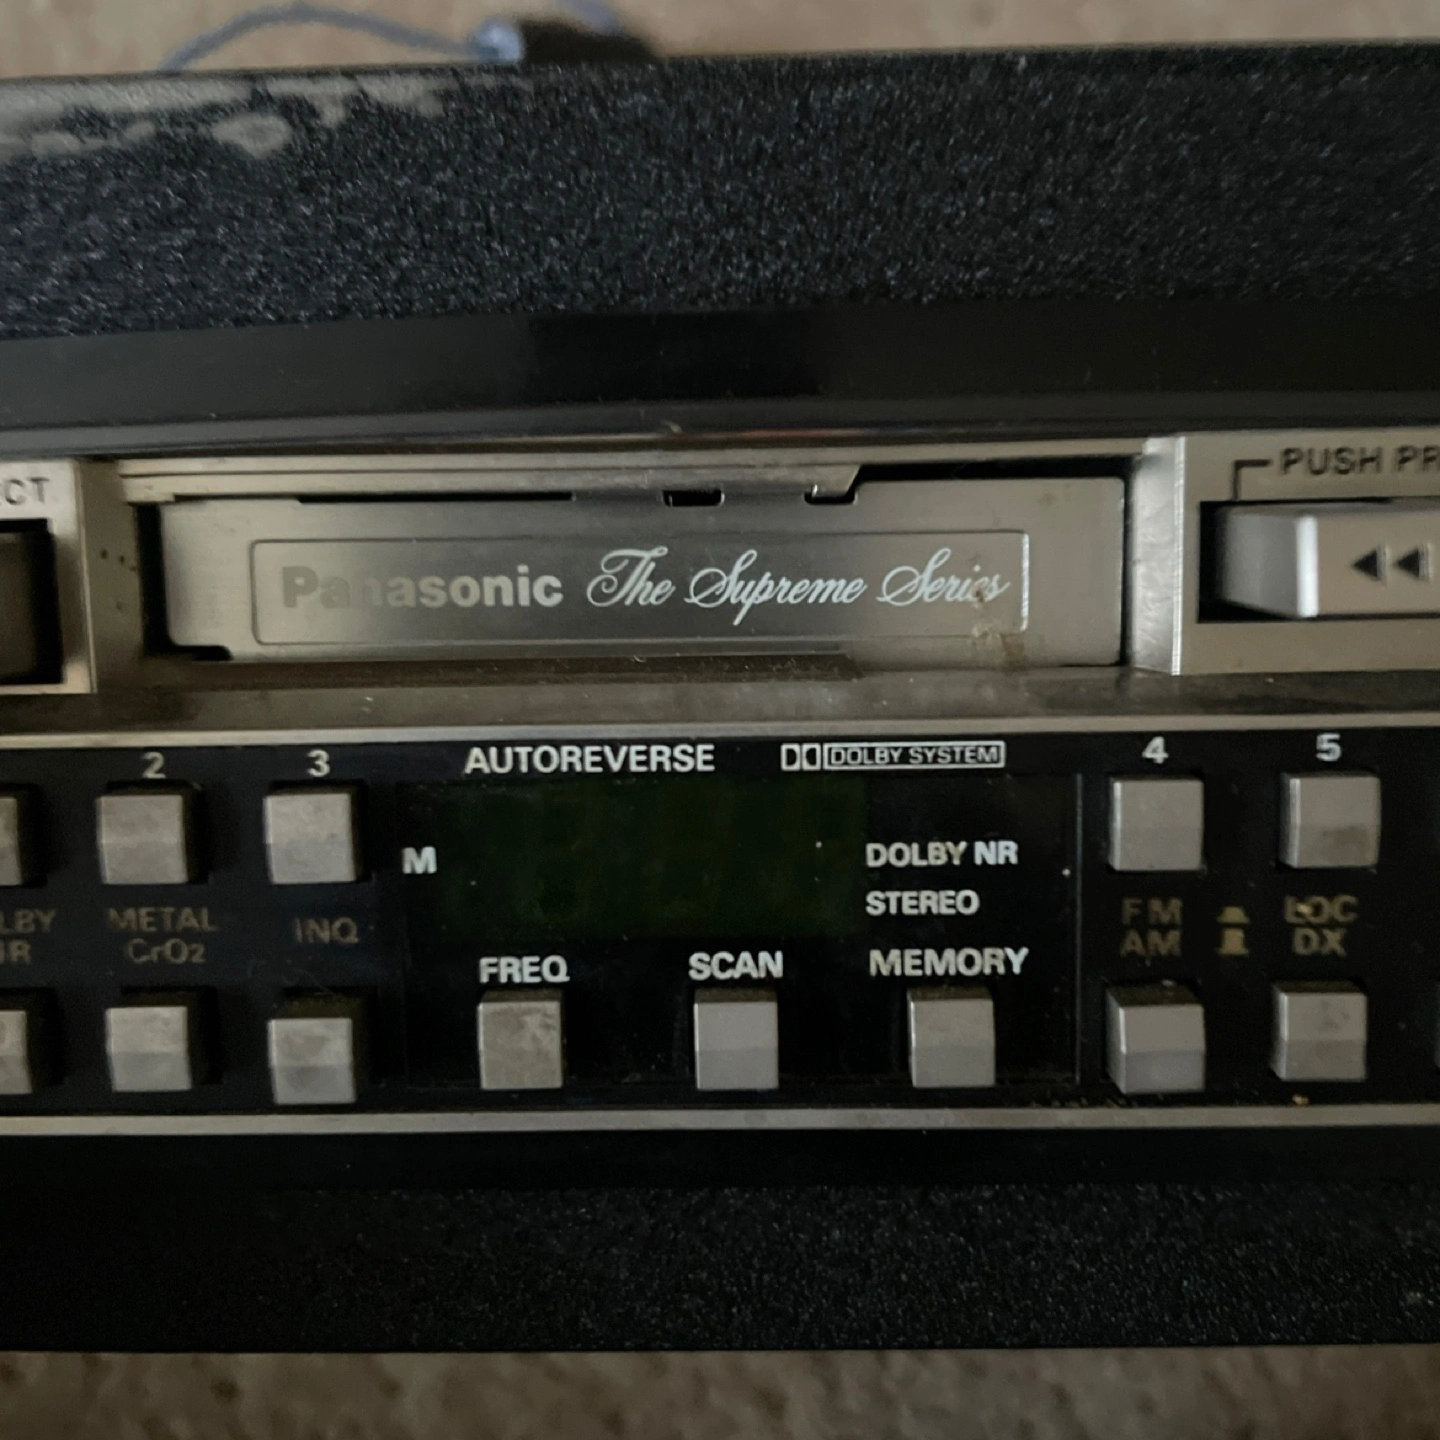 PUSH
Panasonic The Supreme Series
2 3 AUTOREVERSE DOLBY SYSTEM 4 5
M DOLBY NR
STEREO
METAL INQ FM LOC
CrO2 AM DX
FREQ SCAN MEMORY